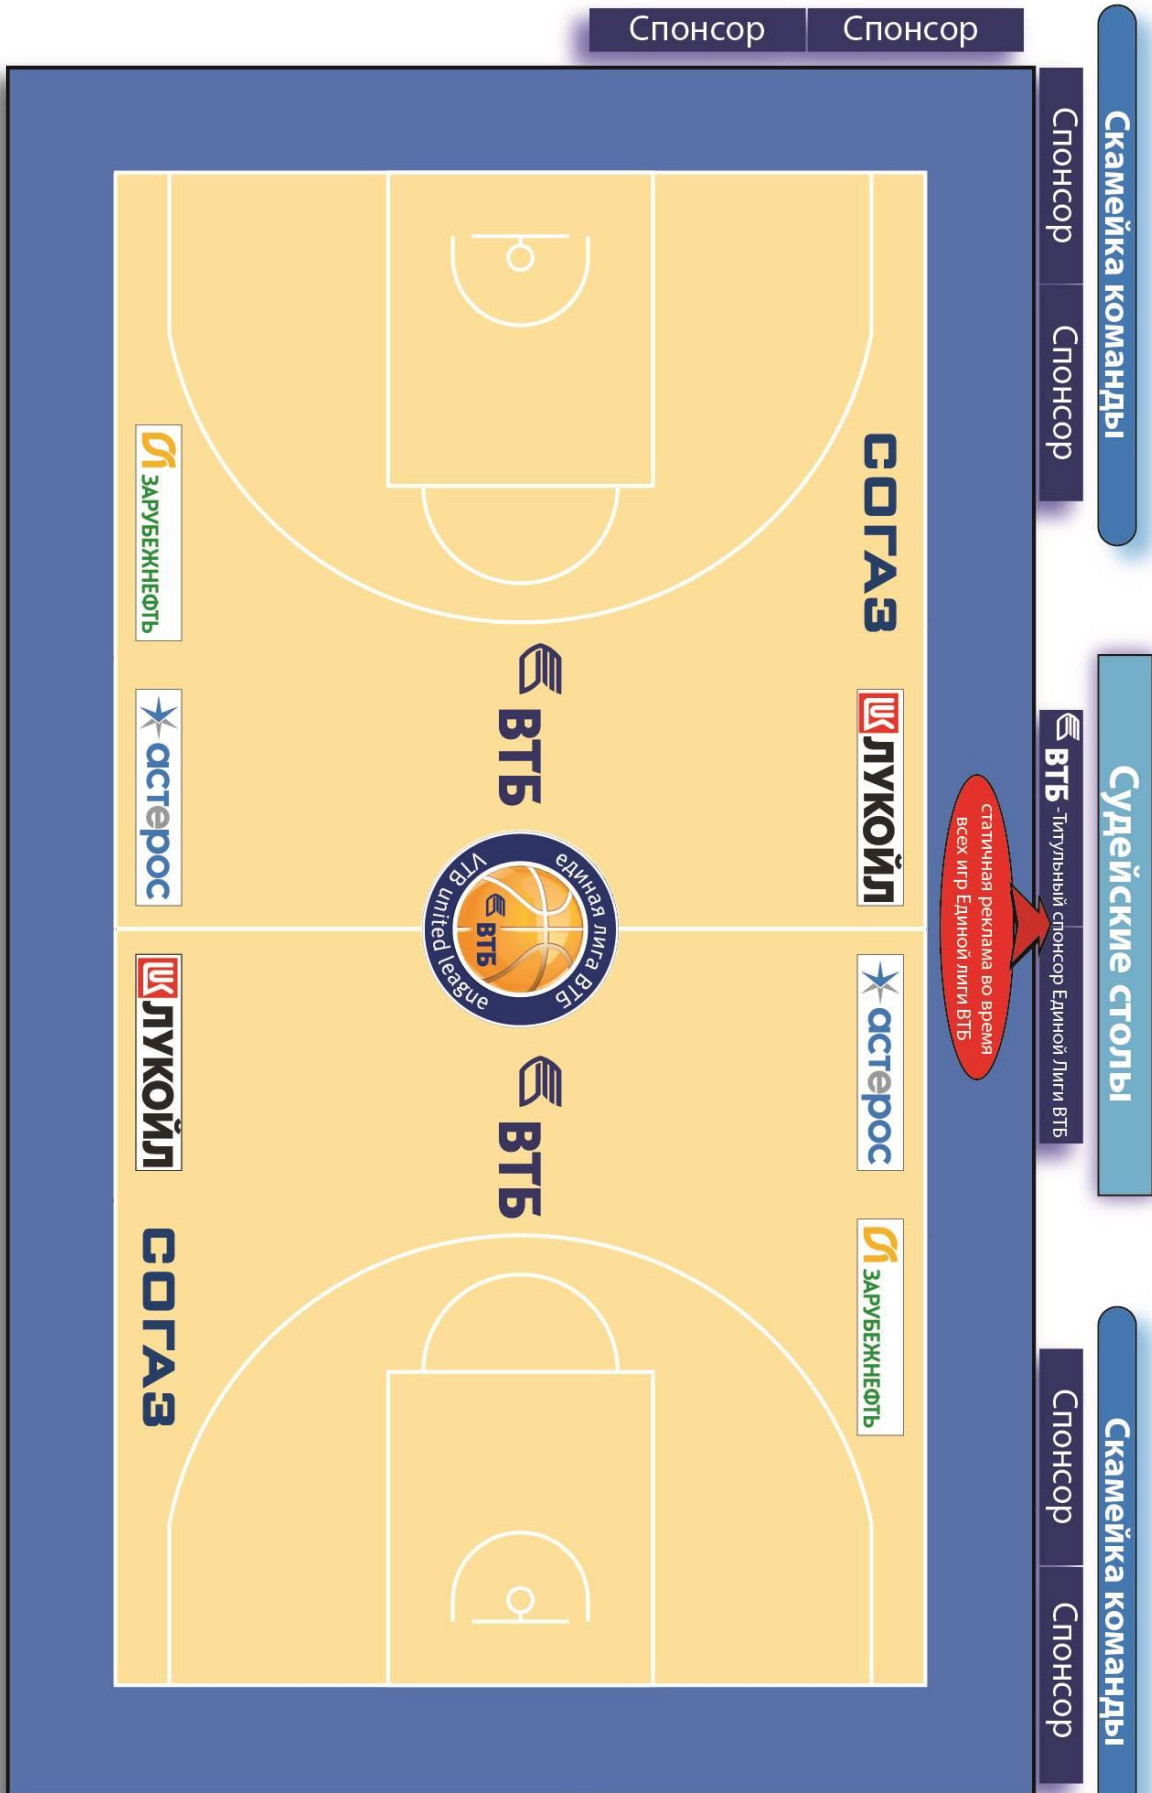 Скамейка команды
Судейские столы
Скамейка команды
Спонсор
Спонсор
ВТБ -Титульный спонсор Единой Лиги ВТБ
Спонсор
Спонсор
Спонсор
Спонсор
статичная реклама во время
всех игр Единой лиги ВТБ
СОГАЗ
ЛУКОЙЛ
астерос
ЗАРУБЕЖНЕФТЬ
ВТБ
единая лига ВТБ
ВТБ
VTB united league
ВТБ
ЗАРУБЕЖНЕФТЬ
астерос
ЛУКОЙЛ
СОГАЗ